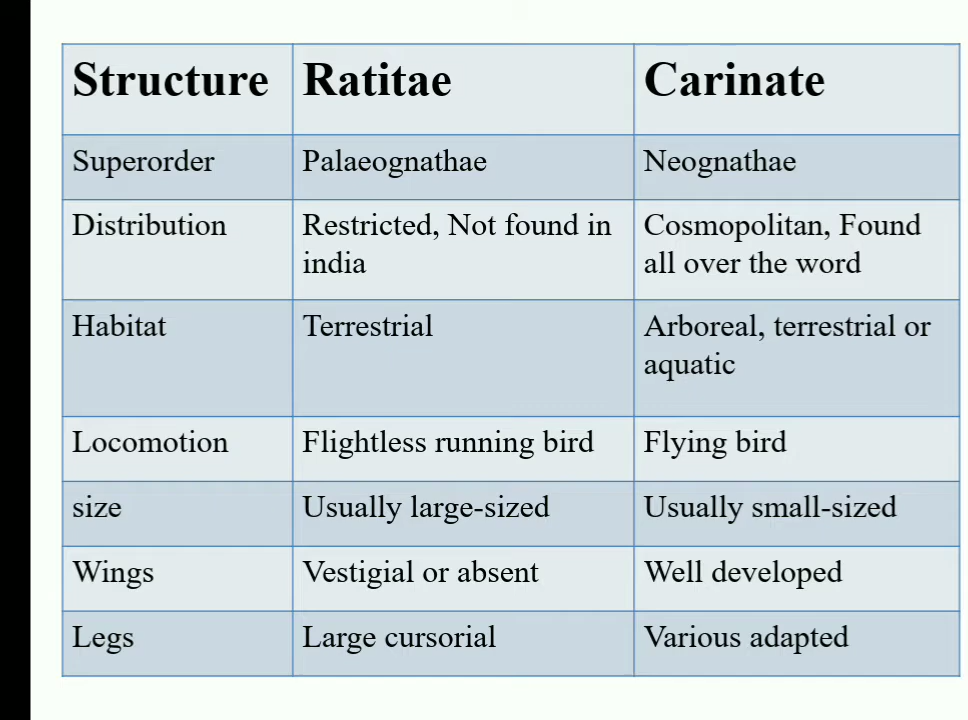 Structure Ratitae Carinate
Superorder Palaeognathae Neognathae
Distribution Restricted, Not found in Cosmopolitan, Found
india all over the word
Habitat Terrestrial Arboreal, terrestrial or
aquatic
Locomotion Flightless running bird Flying bird
size Usually large-sized Usually small-sized
Wings Vestigial or absent Well developed
Legs Large cursorial Various adapted